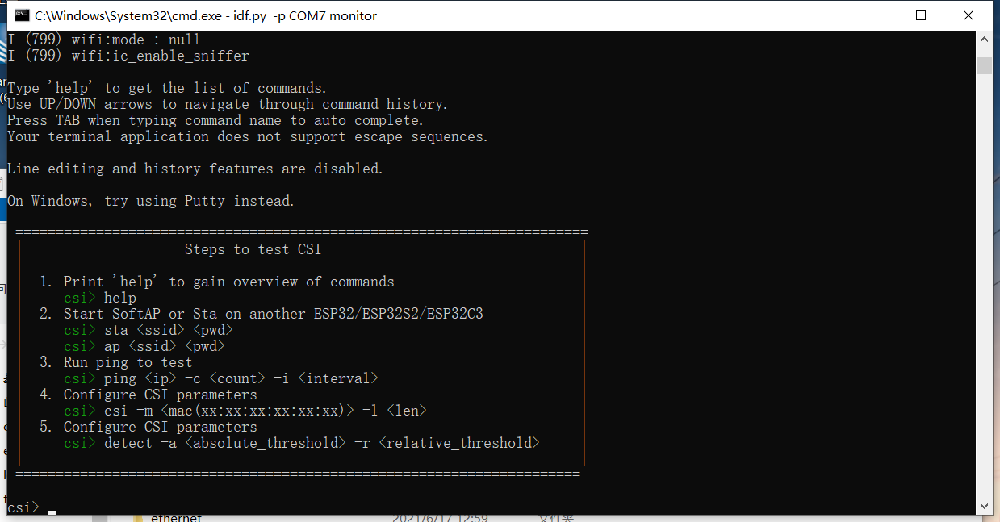 C:\Windows\System32\cmd.exe - idf.py -p COM7 monitor
I (799) wifi:mode : null
I (799) wifi:ic_enable_sniffer
Type 'help' to get the list of commands.
Use UP/DOWN arrows to navigate through command history.
Press TAB when typing command name to auto-complete.
Your terminal application does not support escape sequences.
Line editing and history features are disabled.
On Windows, try using Putty instead.
=======================================================================
Steps to test CSI
1. Print 'help' to gain overview of commands
csi> help
2. Start SoftAP or Sta on another ESP32/ESP32S2/ESP32C3
csi> sta <ssid> <pwd>
csi> ap <ssid> <pwd>
3. Run ping to test
csi> ping <ip> -c <count> -i <interval>
4. Configure CSI parameters
csi> csi -m <mac(xx:xx:xx:xx:xx:xx)> -l <len>
5. Configure CSI parameters
csi> detect -a <absolute_threshold> -r <relative_threshold>
======================================================================
csi>
ethernet 2021/6/17 12:59 文件夹